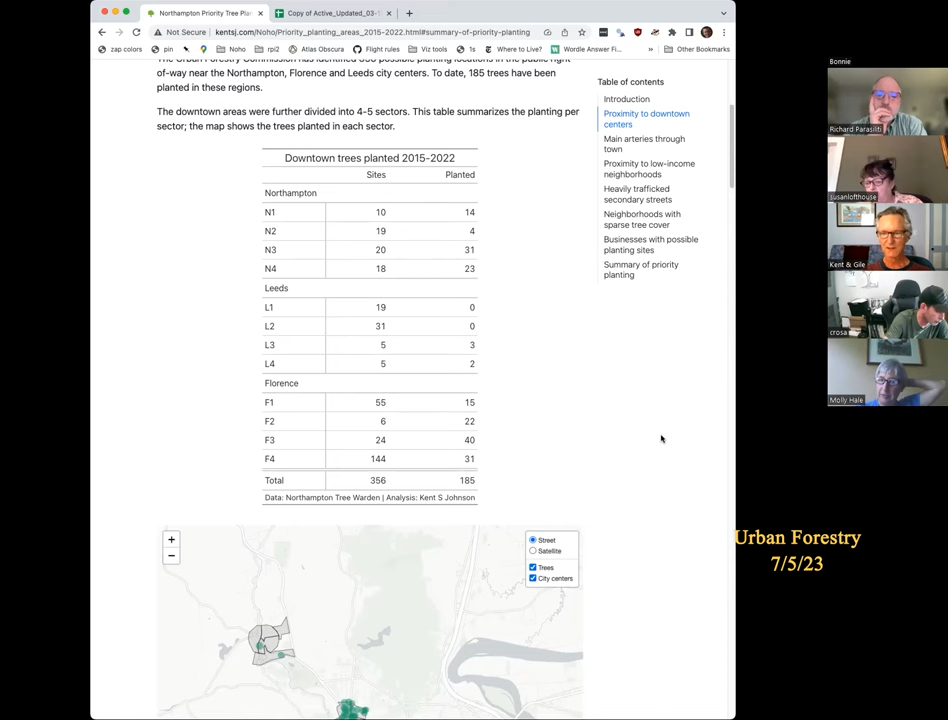 Northampton Priority Tree Plan
Copy of Active_Updated_03-
Not Secure
kentsj.com/Noho/Priority_planting_areas_2015-2022.html#summary-of-priority-planting
zap colors
pin
Noho
rpi2
Atlas Obscura
Flight rules
Viz tools
1s
Where to Live?
Wordle Answer Fi...
Other Bookmarks
The Urban Forestry Commission has identified 356 possible planting locations in the public right-
of-way near the Northampton, Florence and Leeds city centers. To date, 185 trees have been
planted in these regions.
The downtown areas were further divided into 4-5 sectors. This table summarizes the planting per
sector; the map shows the trees planted in each sector.
Downtown trees planted 2015-2022
Sites Planted
Northampton
N1 10 14
N2 19 4
N3 20 31
N4 18 23
Leeds
L1 19 0
L2 31 0
L3 5 3
L4 5 2
Florence
F1 55 15
F2 6 22
F3 24 40
F4 144 31
Total 356 185
Data: Northampton Tree Warden | Analysis: Kent S Johnson
+
−
Street
Satellite
Trees
City centers
Table of contents
Introduction
Proximity to downtown
centers
Main arteries through
town
Proximity to low-income
neighborhoods
Heavily trafficked
secondary streets
Neighborhoods with
sparse tree cover
Businesses with possible
planting sites
Summary of priority
planting
Bonnie
Richard Parasiliti
susanlofthouse
Kent & Gile
crosa
Molly Hale
Urban Forestry
7/5/23